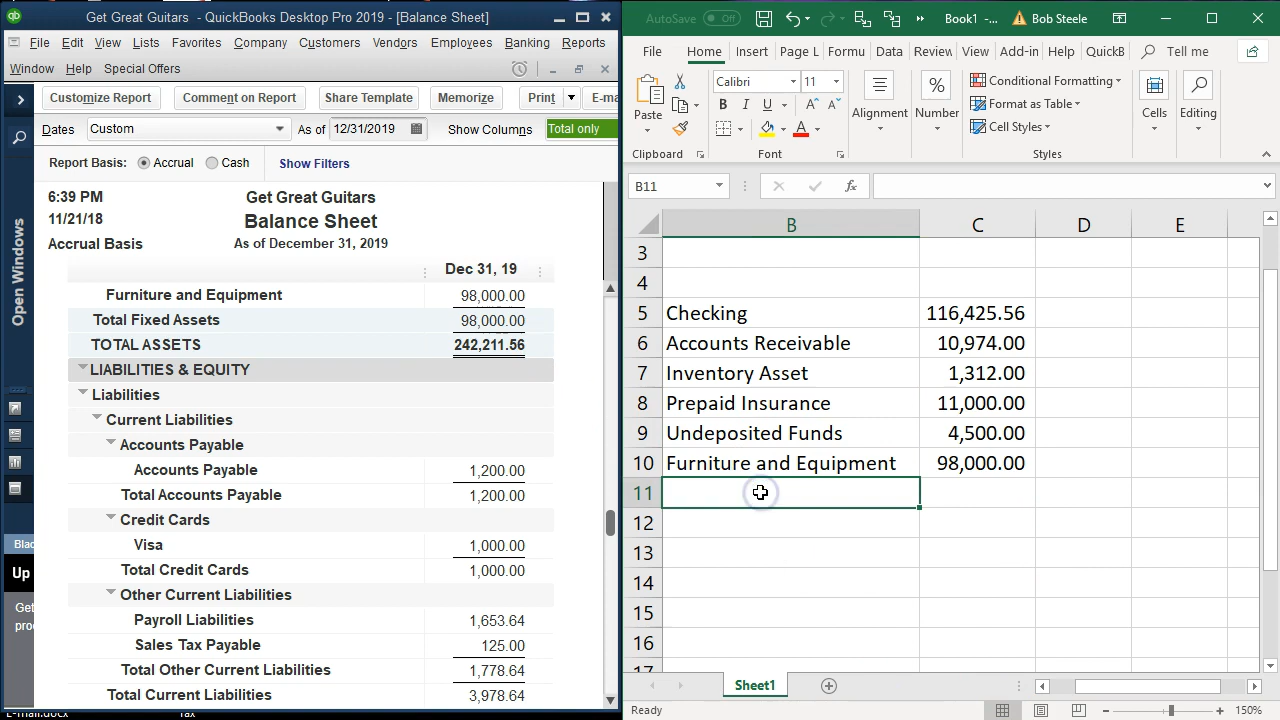 Get Great Guitars - QuickBooks Desktop Pro 2019 - [Balance Sheet]
File Edit View Lists Favorites Company Customers Vendors Employees Banking Reports
Window Help Special Offers
Customize Report Comment on Report Share Template Memorize Print E-ma
Dates Custom As of 12/31/2019 Show Columns Total only
Report Basis: Accrual Cash Show Filters
Open Windows
6:39 PM
11/21/18
Accrual Basis
Get Great Guitars
Balance Sheet
As of December 31, 2019
Dec 31, 19
Furniture and Equipment 98,000.00
Total Fixed Assets 98,000.00
TOTAL ASSETS 242,211.56
LIABILITIES & EQUITY
Liabilities
Current Liabilities
Accounts Payable
Accounts Payable 1,200.00
Total Accounts Payable 1,200.00
Credit Cards
Visa 1,000.00
Total Credit Cards 1,000.00
Other Current Liabilities
Payroll Liabilities 1,653.64
Sales Tax Payable 125.00
Total Other Current Liabilities 1,778.64
Total Current Liabilities 3,978.64
Blac
Up
Get
proc
E-mail.docx Tax
AutoSave Off Book1 -... Bob Steele
File Home Insert Page L Formu Data Review View Add-in Help QuickB Tell me
Paste
Clipboard
Calibri 11
B I U
Font
Alignment
Number
Conditional Formatting
Format as Table
Cell Styles
Styles
Cells
Editing
B11 fx
B C D E
3
4
5 Checking 116,425.56
6 Accounts Receivable 10,974.00
7 Inventory Asset 1,312.00
8 Prepaid Insurance 11,000.00
9 Undeposited Funds 4,500.00
10 Furniture and Equipment 98,000.00
11
12
13
14
15
16
17
Sheet1
Ready 150%